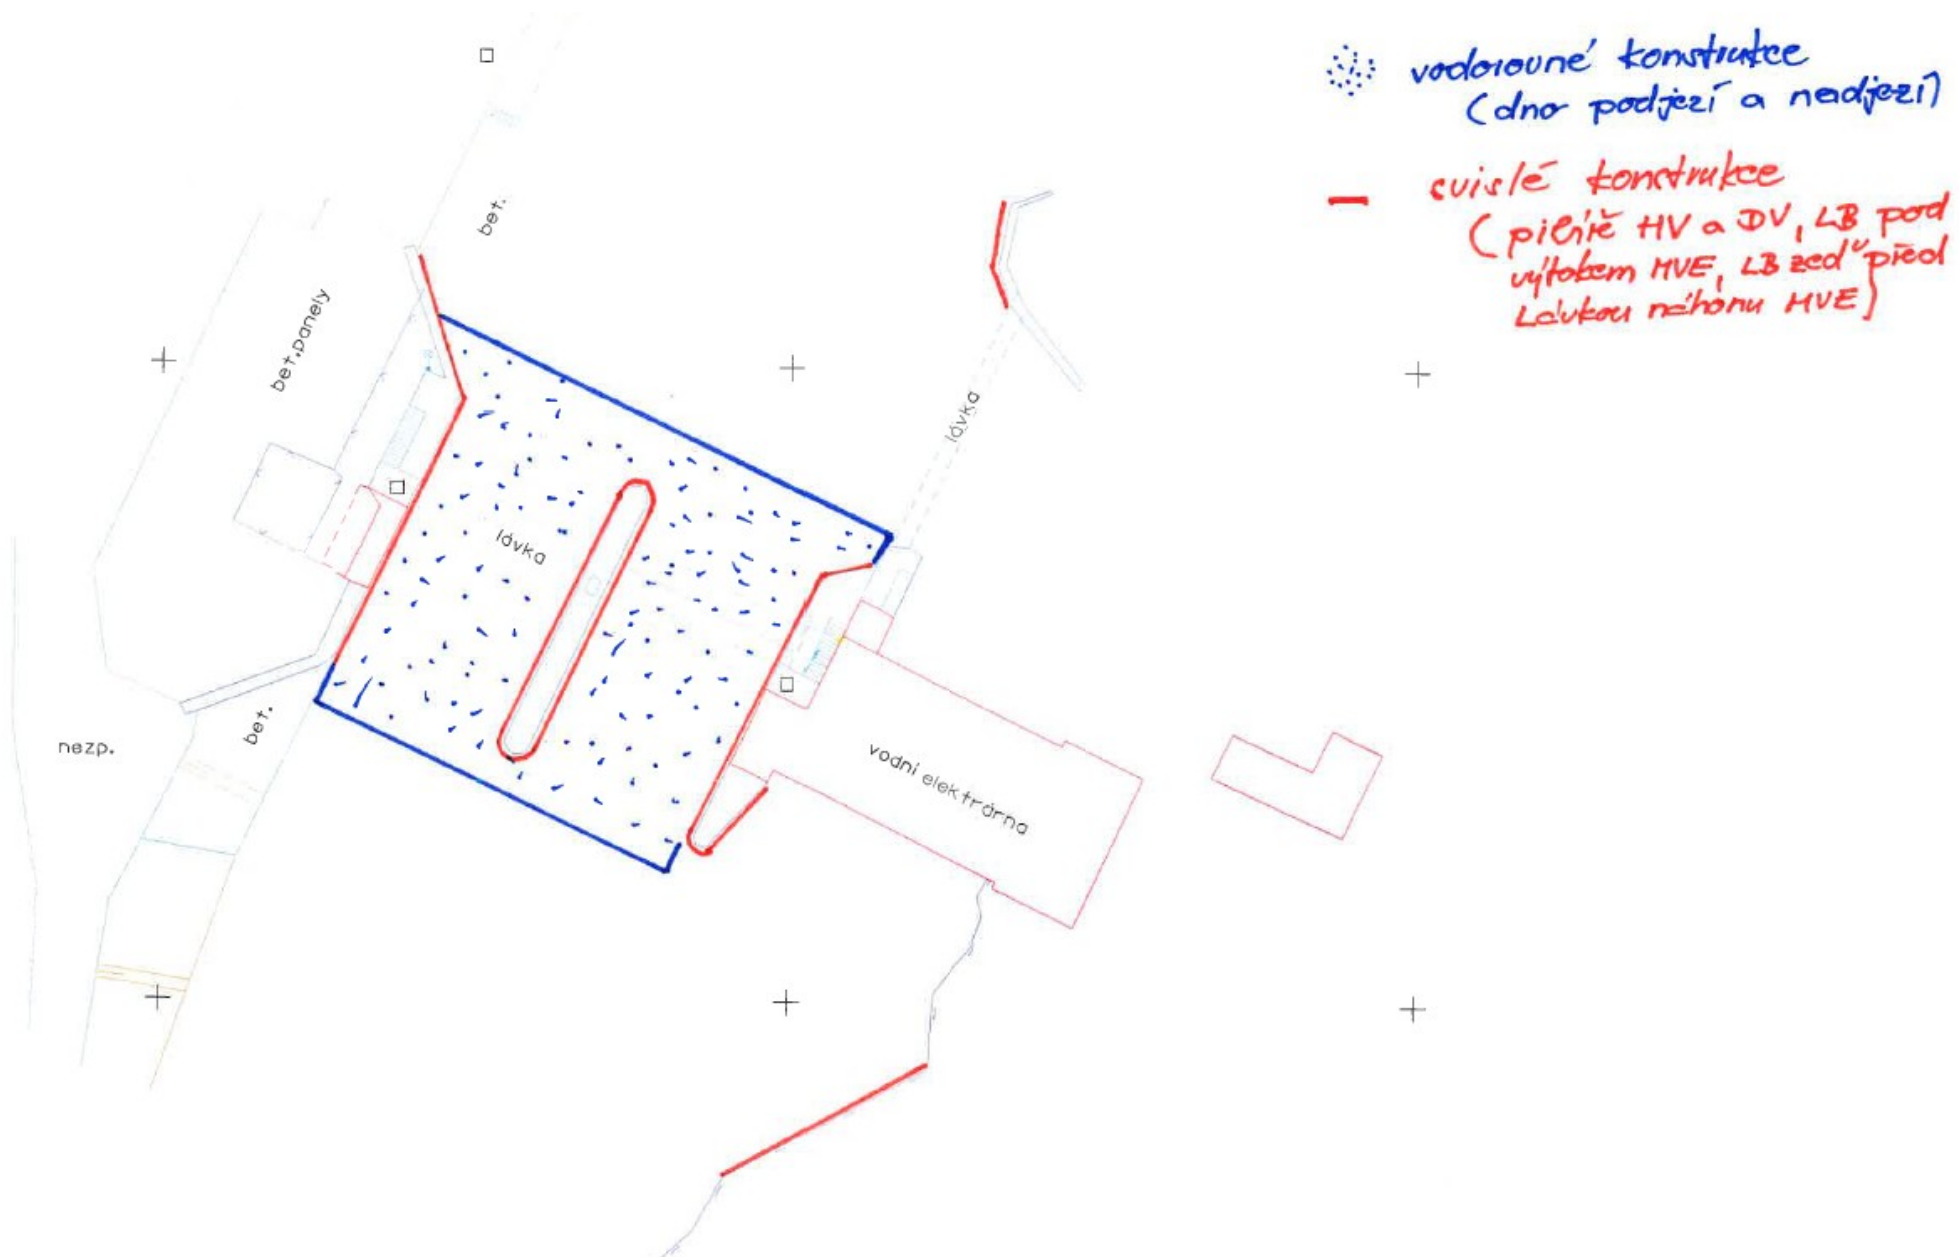 vodorovné konstrukce
(dno podjezí a nadjezí)
svislé konstrukce
(pilíře HV a DV, LB pod
výtokem MVE, LB zeď před
Lávkou náhonu MVE)
bet.
bet.panely
lávka
lávka
bet.
nezp.
vodní elektrárna